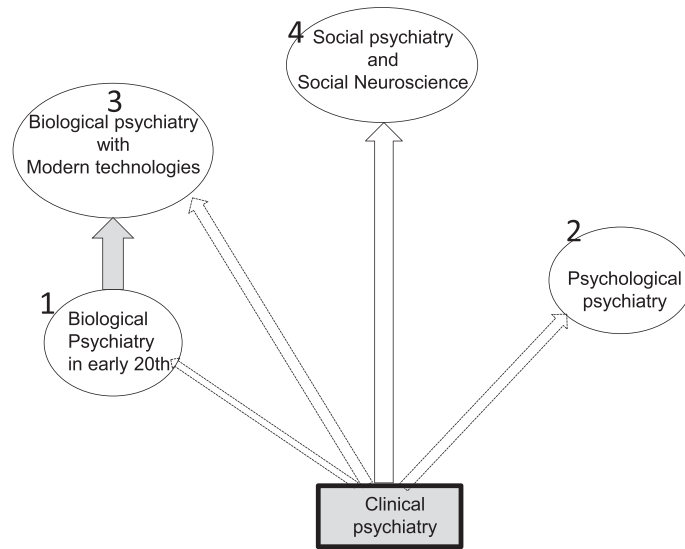 4
Social psychiatry
and
Social Neuroscience
3
Biological psychiatry
with
Modern technologies
2
Psychological
psychiatry
1
Biological
Psychiatry
in early 20th.
Clinical
psychiatry